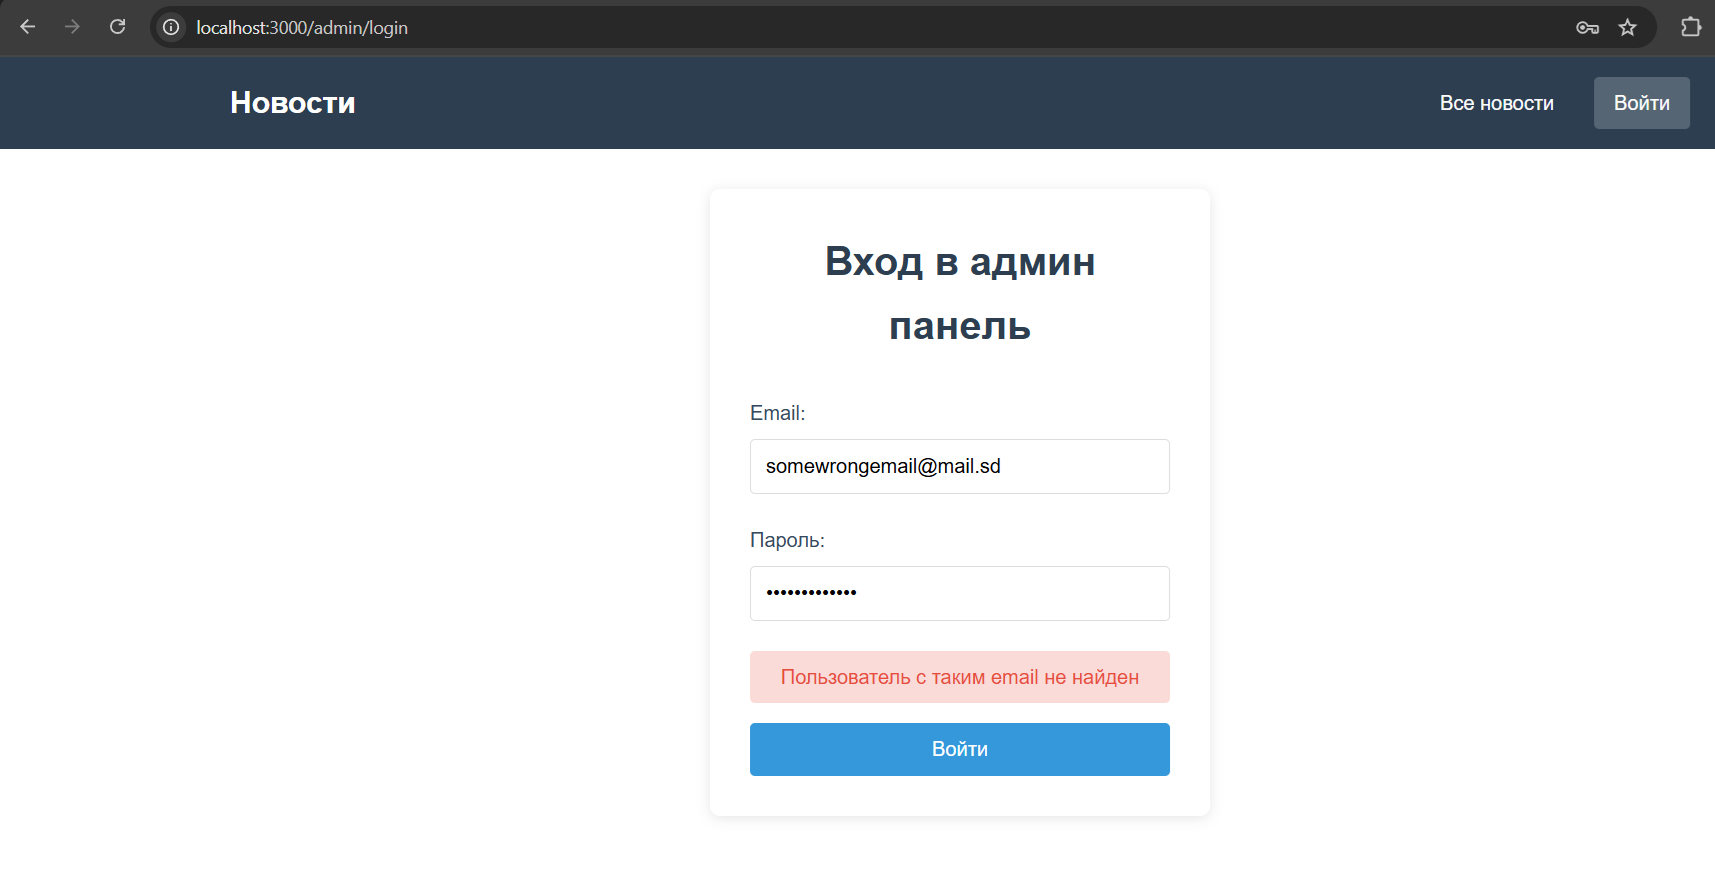 localhost:3000/admin/login
Новости
Все новости
Войти
Вход в админ
панель
Email:
somewrongemail@mail.sd
Пароль:
•••••••••••••
Пользователь с таким email не найден
Войти